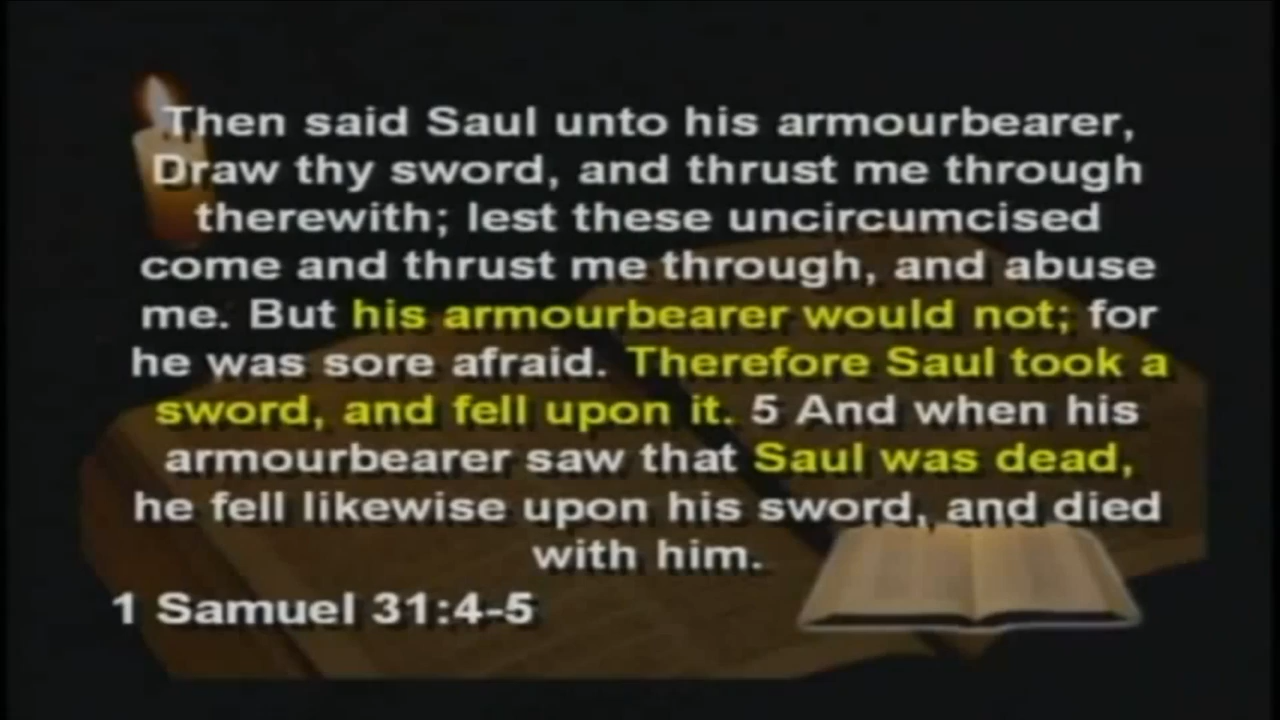 Then said Saul unto his armourbearer,
Draw thy sword, and thrust me through
therewith; lest these uncircumcised
come and thrust me through, and abuse
me. But his armourbearer would not; for
he was sore afraid. Therefore Saul took a
sword, and fell upon it. 5 And when his
armourbearer saw that Saul was dead,
he fell likewise upon his sword, and died
with him.
1 Samuel 31:4-5